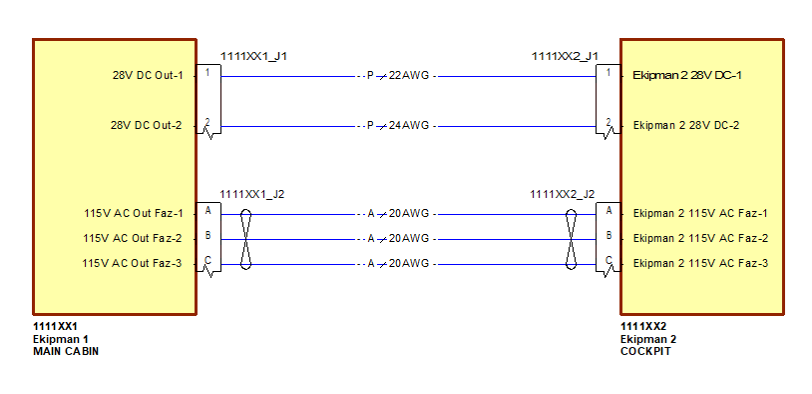 1111XX1_J1 1111XX2_J1
28V DC Out-1 1 P 22AWG 1 Ekipman 2 28V DC-1
28V DC Out-2 2 P 24AWG 2 Ekipman 2 28V DC-2
1111XX1_J2 1111XX2_J2
115V AC Out Faz-1 A A 20AWG A Ekipman 2 115V AC Faz-1
115V AC Out Faz-2 B A 20AWG B Ekipman 2 115V AC Faz-2
115V AC Out Faz-3 C A 20AWG C Ekipman 2 115V AC Faz-3
1111XX1 1111XX2
Ekipman 1 Ekipman 2
MAIN CABIN COCKPIT